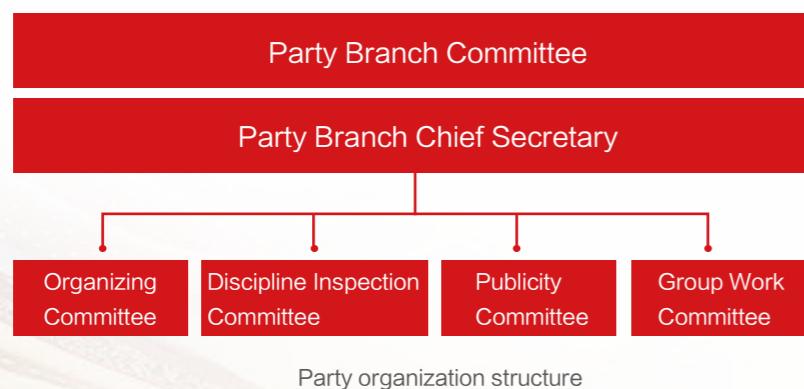 Party Branch Committee
Party Branch Chief Secretary
Organizing
Committee
Discipline Inspection
Committee
Publicity
Committee
Group Work
Committee
Party organization structure